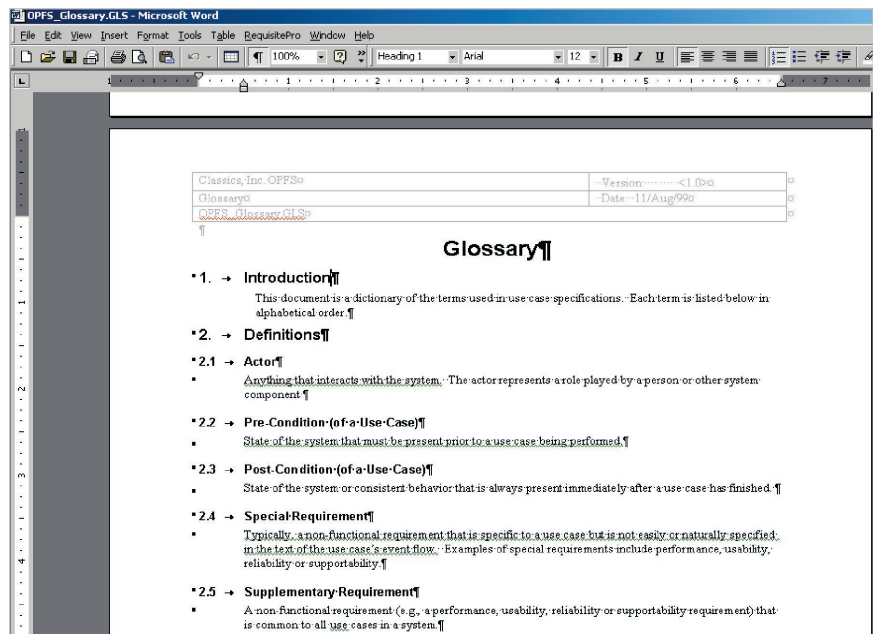 OPFS_Glossary.GLS - Microsoft Word
File Edit View Insert Format Tools Table RequisitePro Window Help
100% Heading 1 Arial 12 B I U
1 1 2 3 4 5 6 7
Classics, Inc. OPFS¤ Version: <1.0>¤ ¤
Glossary¤ Date: 11/Aug/99¤ ¤
OPFS_Glossary.GLS¤ ¤
¶
Glossary¶
1. → Introduction¶
This document is a dictionary of the terms used in use case specifications. Each term is listed below in
alphabetical order.¶
2. → Definitions¶
2.1 → Actor¶
Anything that interacts with the system. The actor represents a role played by a person or other system
component ¶
2.2 → Pre-Condition (of a Use Case)¶
State of the system that must be present prior to a use case being performed.¶
2.3 → Post-Condition (of a Use Case)¶
State of the system or consistent behavior that is always present immediately after a use case has finished. ¶
2.4 → Special Requirement¶
Typically, a non-functional requirement that is specific to a use case but is not easily or naturally specified
in the text of the use case's event flow. Examples of special requirements include performance, usability,
reliability or supportability.¶
2.5 → Supplementary Requirement¶
A non-functional requirement (e.g., a performance, usability, reliability or supportability requirement) that
is common to all use cases in a system.¶